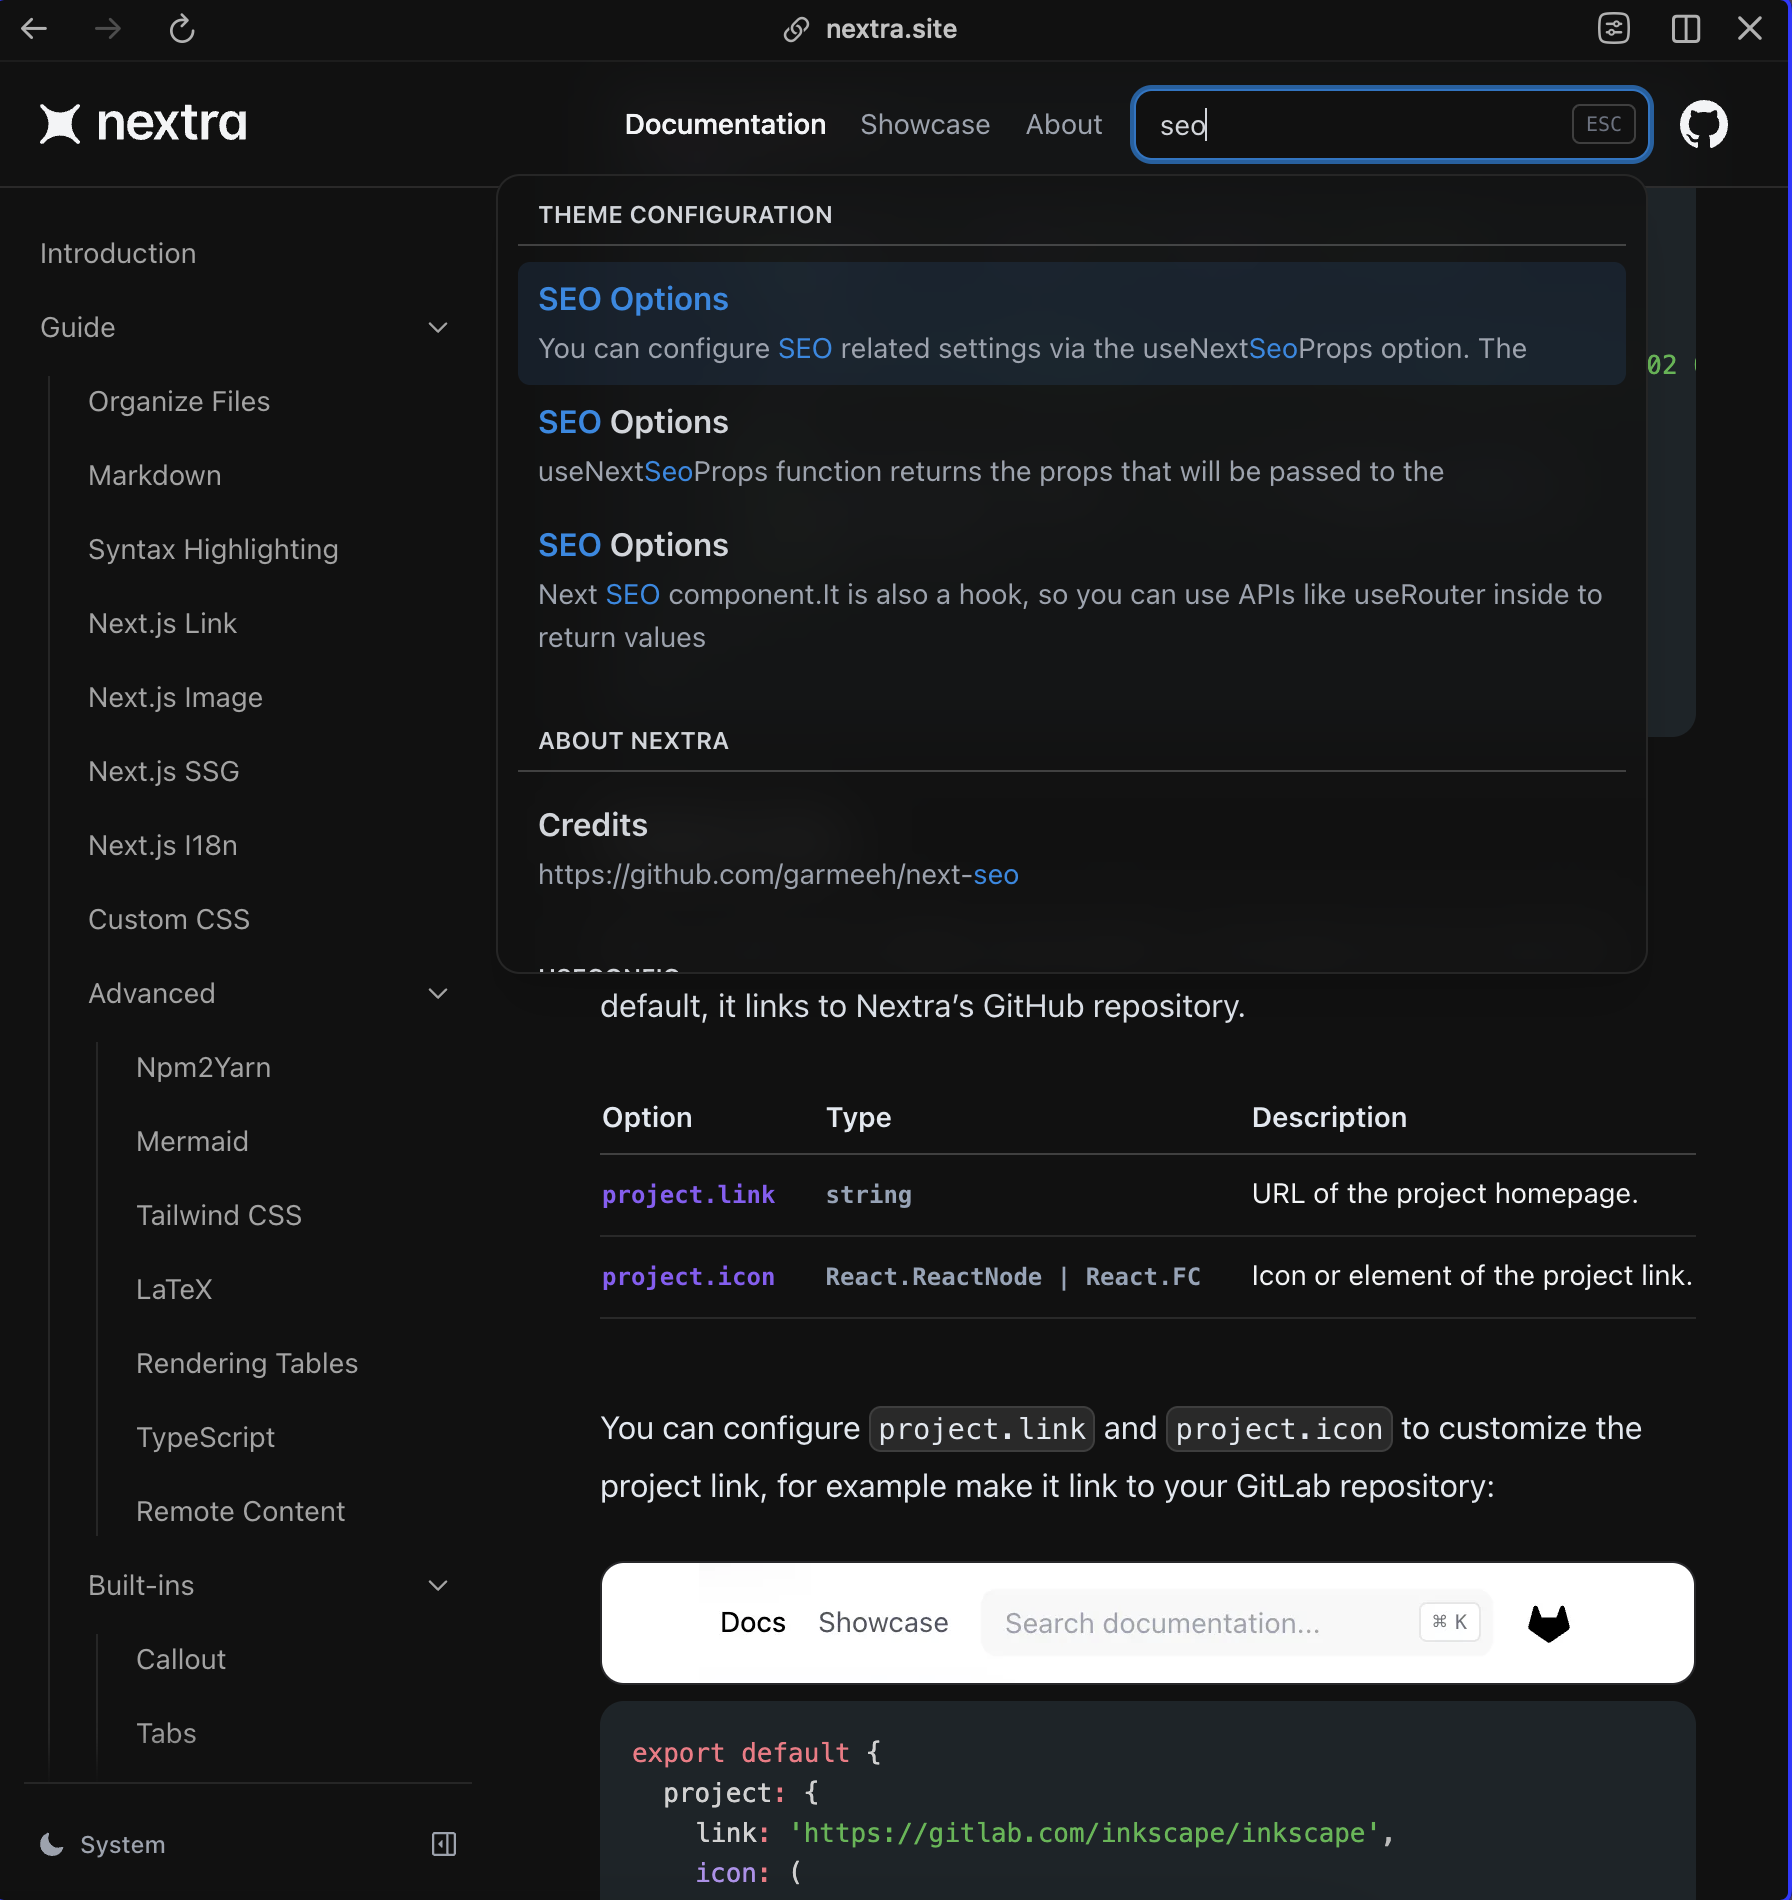 nextra.site
nextra
Documentation
Showcase
About
seo
ESC
Introduction
Guide
Organize Files
Markdown
Syntax Highlighting
Next.js Link
Next.js Image
Next.js SSG
Next.js I18n
Custom CSS
Advanced
Npm2Yarn
Mermaid
Tailwind CSS
LaTeX
Rendering Tables
TypeScript
Remote Content
Built-ins
Callout
Tabs
System
THEME CONFIGURATION
SEO Options
You can configure SEO related settings via the useNextSeoProps option. The
SEO Options
useNextSeoProps function returns the props that will be passed to the
SEO Options
Next SEO component.It is also a hook, so you can use APIs like useRouter inside to
return values
ABOUT NEXTRA
Credits
https://github.com/garmeeh/next-seo
02
default, it links to Nextra’s GitHub repository.
Option Type Description
project.link string URL of the project homepage.
project.icon React.ReactNode | React.FC Icon or element of the project link.
You can configure project.link and project.icon to customize the
project link, for example make it link to your GitLab repository:
Docs Showcase Search documentation... ⌘ K
export default {
project: {
link: 'https://gitlab.com/inkscape/inkscape',
icon: (